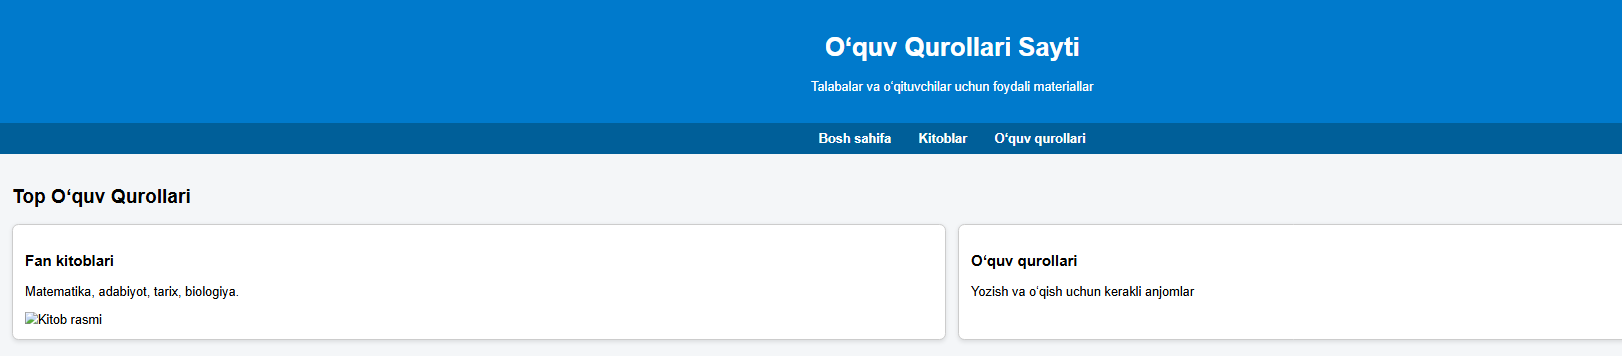 O‘quv Qurollari Sayti
Talabalar va o‘qituvchilar uchun foydali materiallar
Bosh sahifa Kitoblar O‘quv qurollari
Top O‘quv Qurollari
Fan kitoblari
Matematika, adabiyot, tarix, biologiya.
Kitob rasmi
O‘quv qurollari
Yozish va o‘qish uchun kerakli anjomlar